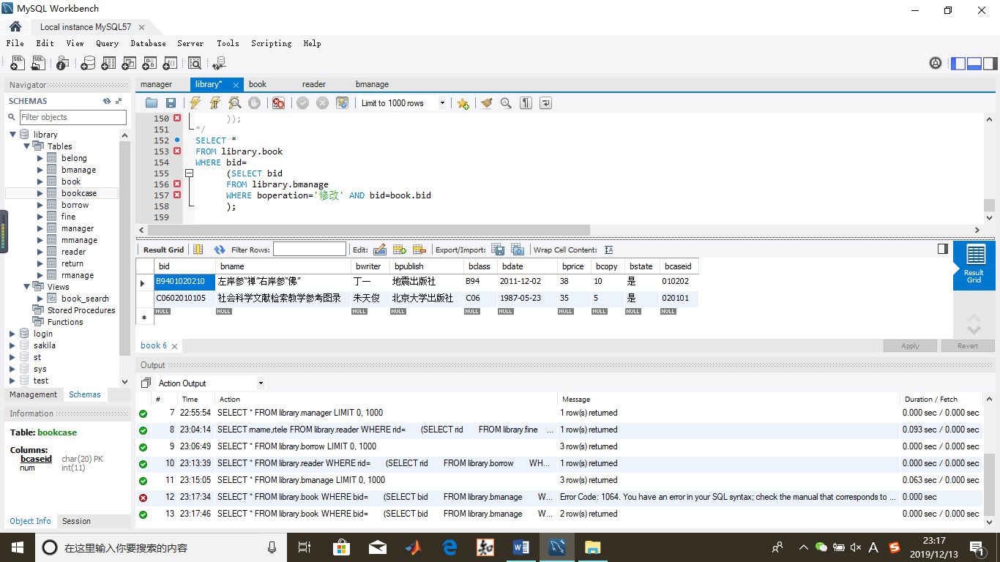 MySQL Workbench
Local instance MySQL57
File Edit View Query Database Server Tools Scripting Help
Navigator
SCHEMAS
Filter objects
library
Tables
belong
bmanage
book
bookcase
borrow
fine
manager
mmanage
reader
return
rmanage
Views
book_search
Stored Procedures
Functions
login
sakila
st
sys
test
Management Schemas
Information
Table: bookcase
Columns:
bcaseid char(20) PK
num int(11)
Object Info Session
manager library* book reader bmanage
Limit to 1000 rows
150 ));
151 */
152 SELECT *
153 FROM library.book
154 WHERE bid=
155 (SELECT bid
156 FROM library.bmanage
157 WHERE boperation='修改' AND bid=book.bid
158 );
159
Result Grid Filter Rows: Edit: Export/Import: Wrap Cell Content:
bid bname bwriter bpublish bclass bdate bprice bcopy bstate bcaseid
B9401020210 左岸参"禅"右岸参"佛" 丁一 地震出版社 B94 2011-12-02 38 10 是 010202
C0602010105 社会科学文献检索教学参考图录 朱天俊 北京大学出版社 C06 1987-05-23 35 5 是 020101
NULL NULL NULL NULL NULL NULL NULL NULL NULL NULL
Result Grid
book 6 Apply Revert
Output
Action Output
# Time Action Message Duration / Fetch
7 22:55:54 SELECT * FROM library.manager LIMIT 0, 1000 1 row(s) returned 0.000 sec / 0.000 sec
8 23:04:14 SELECT rname,rtele FROM library.reader WHERE rid= (SELECT rid FROM library.fine ... 1 row(s) returned 0.093 sec / 0.000 sec
9 23:06:49 SELECT * FROM library.borrow LIMIT 0, 1000 3 row(s) returned 0.000 sec / 0.000 sec
10 23:13:39 SELECT * FROM library.reader WHERE rid= (SELECT rid FROM library.borrow WH... 1 row(s) returned 0.000 sec / 0.000 sec
11 23:15:05 SELECT * FROM library.bmanage LIMIT 0, 1000 3 row(s) returned 0.063 sec / 0.000 sec
12 23:17:34 SELECT * FROM library.book WHERE bid= (SELECT bid FROM library.bmanage W... Error Code: 1064. You have an error in your SQL syntax; check the manual that corresponds to ... 0.000 sec
13 23:17:46 SELECT * FROM library.book WHERE bid= (SELECT bid FROM library.bmanage W... 2 row(s) returned 0.000 sec / 0.000 sec
在这里输入你要搜索的内容
知
A
23:17
2019/12/13
1